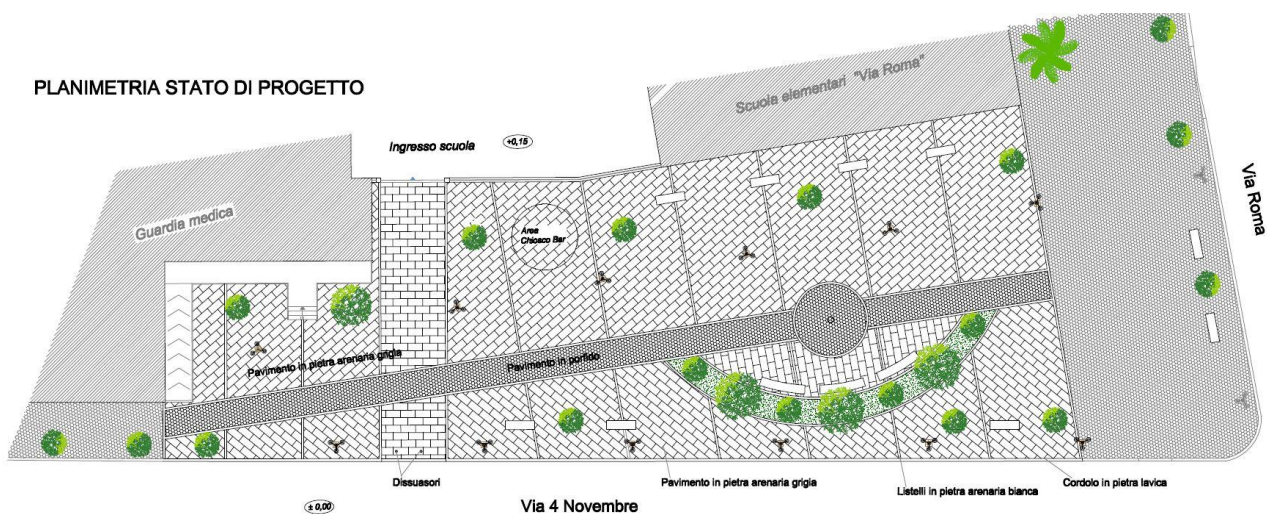 PLANIMETRIA STATO DI PROGETTO
Ingresso scuola
+0,15
Scuola elementari "Via Roma"
Guardia medica
Area
Chiosco Bar
Via Roma
Pavimento in pietra arenaria grigia
Pavimento in porfido
Dissuasori
Pavimento in pietra arenaria grigia
Listelli in pietra arenaria bianca
Cordolo in pietra lavica
± 0,00
Via 4 Novembre